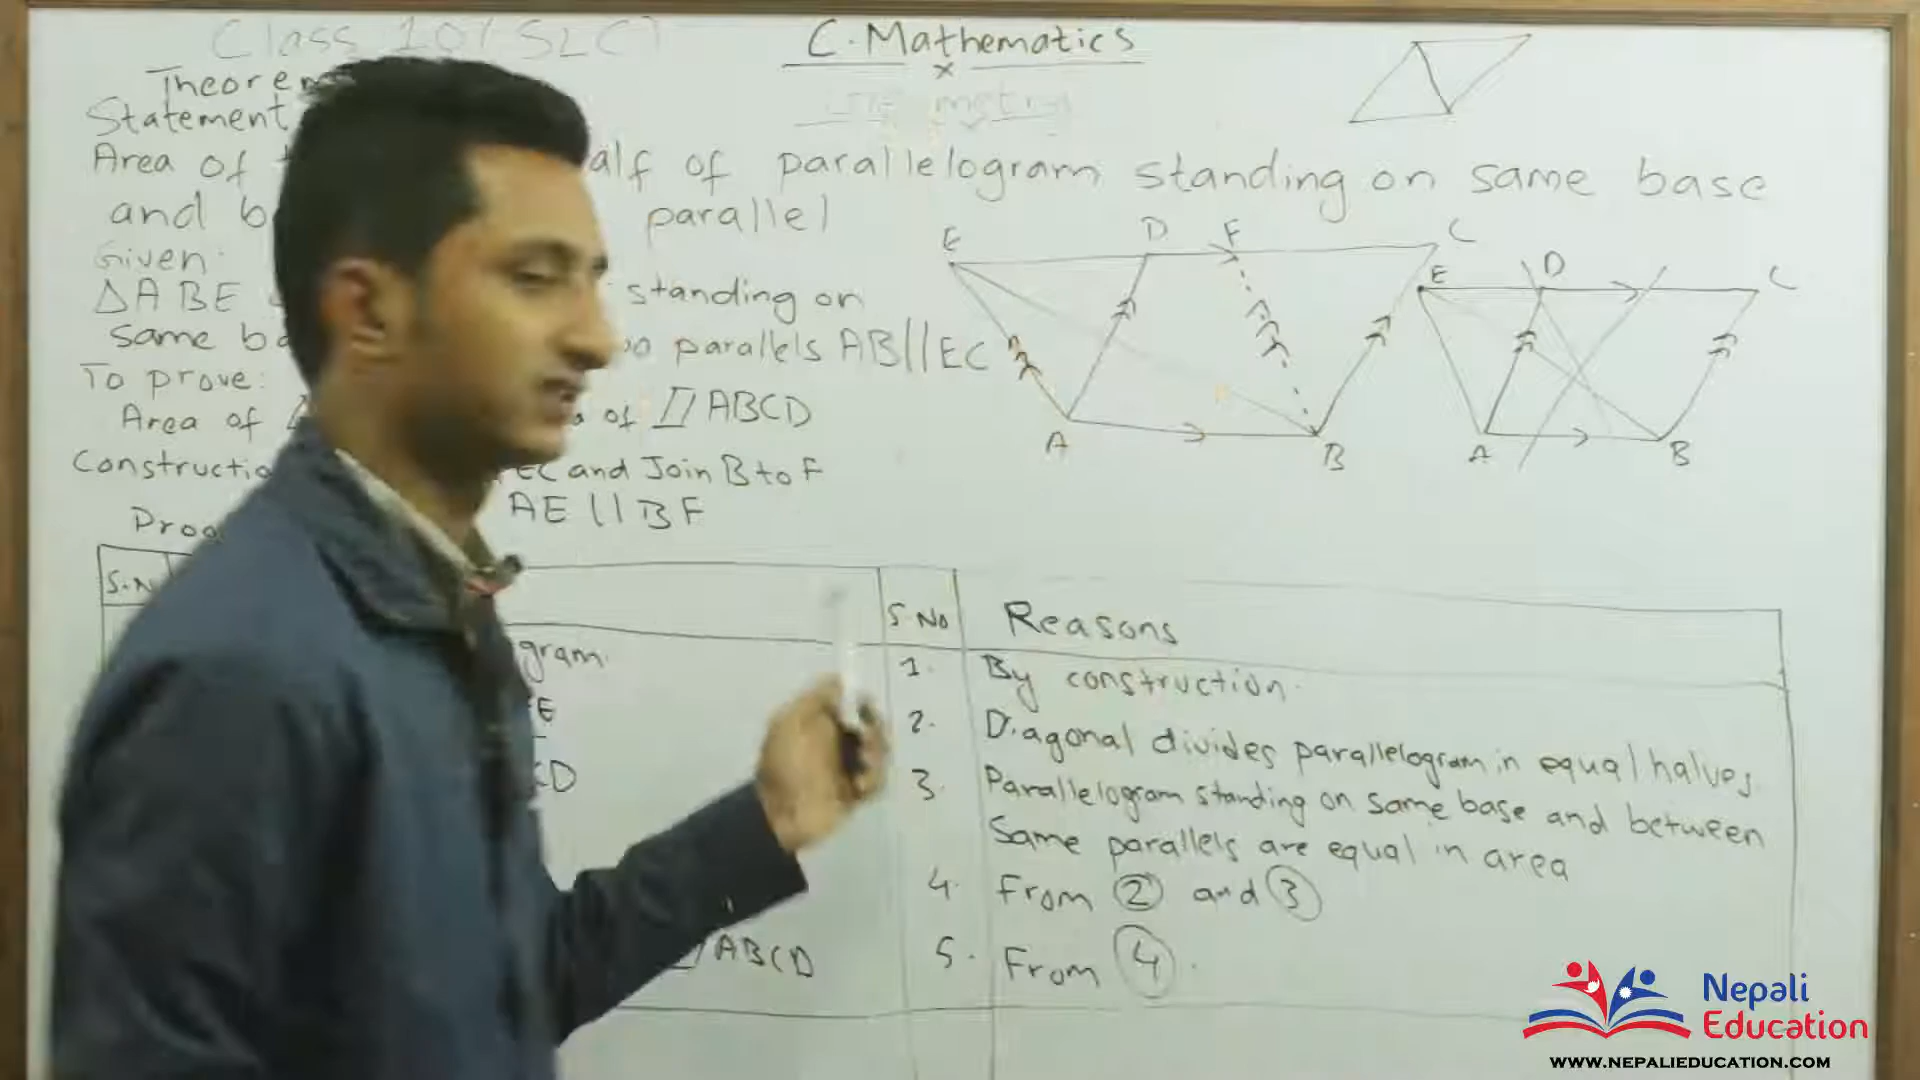 Class 10 (SLC)
C. Mathematics
Theorem
Statement
Area of alf of parallelogram standing on same base
and b parallel
Given:
ΔABE standing on
same ba parallels AB//EC
To prove:
Area of of ▱ABCD
Constructio EC and Join B to F
AE // BF
Proo
E D F C
A B
E D C
A B
S.N S.No Reasons
gram. 1. By construction.
FE 2. Diagonal divides parallelogram in equal halves.
CD 3. Parallelogram standing on same base and between
same parallels are equal in area
4. From ② and ③
ABCD 5. From ④.
Nepali
Education
WWW.NEPALIEDUCATION.COM